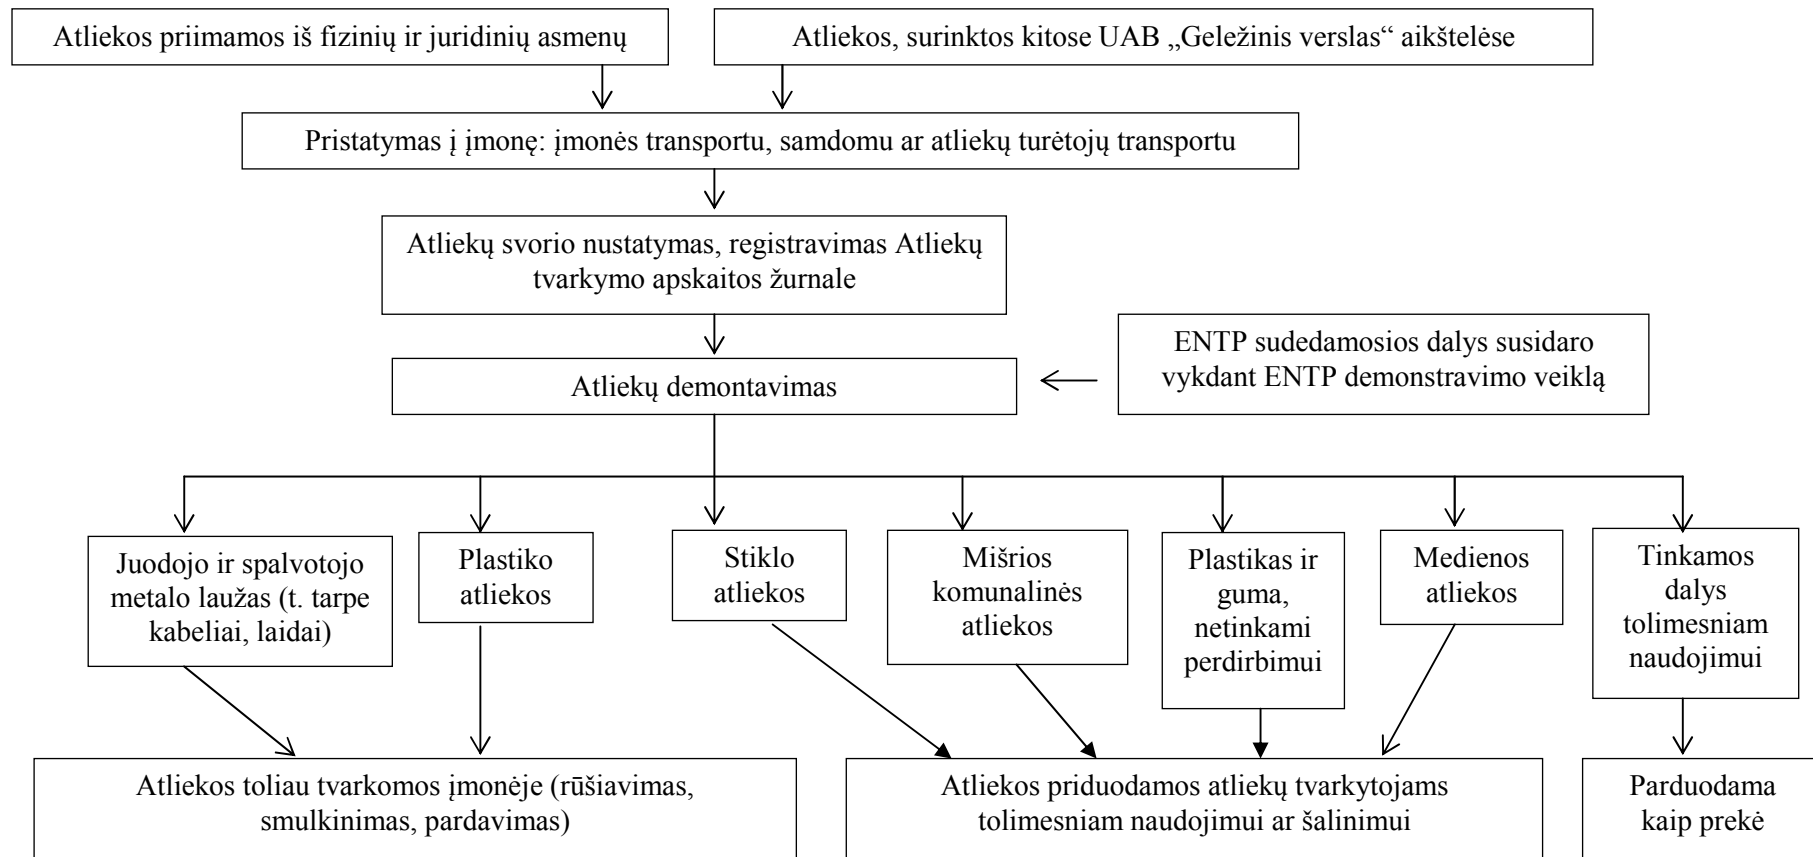 Atliekos priimamos iš fizinių ir juridinių asmenų
Atliekos, surinktos kitose UAB „Geležinis verslas“ aikštelėse
Pristatymas į įmonę: įmonės transportu, samdomu ar atliekų turėtojų transportu
Atliekų svorio nustatymas, registravimas Atliekų
tvarkymo apskaitos žurnale
ENTP sudedamosios dalys susidaro
vykdant ENTP demonstravimo veiklą
Atliekų demontavimas
Juodojo ir spalvotojo
metalo laužas (t. tarpe
kabeliai, laidai)
Plastiko
atliekos
Stiklo
atliekos
Mišrios
komunalinės
atliekos
Plastikas ir
guma,
netinkami
perdirbimui
Medienos
atliekos
Tinkamos
dalys
tolimesniam
naudojimui
Atliekos toliau tvarkomos įmonėje (rūšiavimas,
smulkinimas, pardavimas)
Atliekos priduodamos atliekų tvarkytojams
tolimesniam naudojimui ar šalinimui
Parduodama
kaip prekė